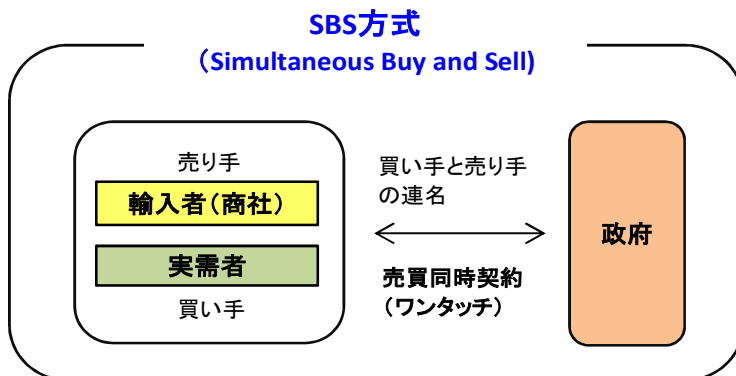 SBS方式
（Simultaneous Buy and Sell)
売り手
輸入者（商社）
実需者
買い手
買い手と売り手
の連名
売買同時契約
（ワンタッチ）
政府